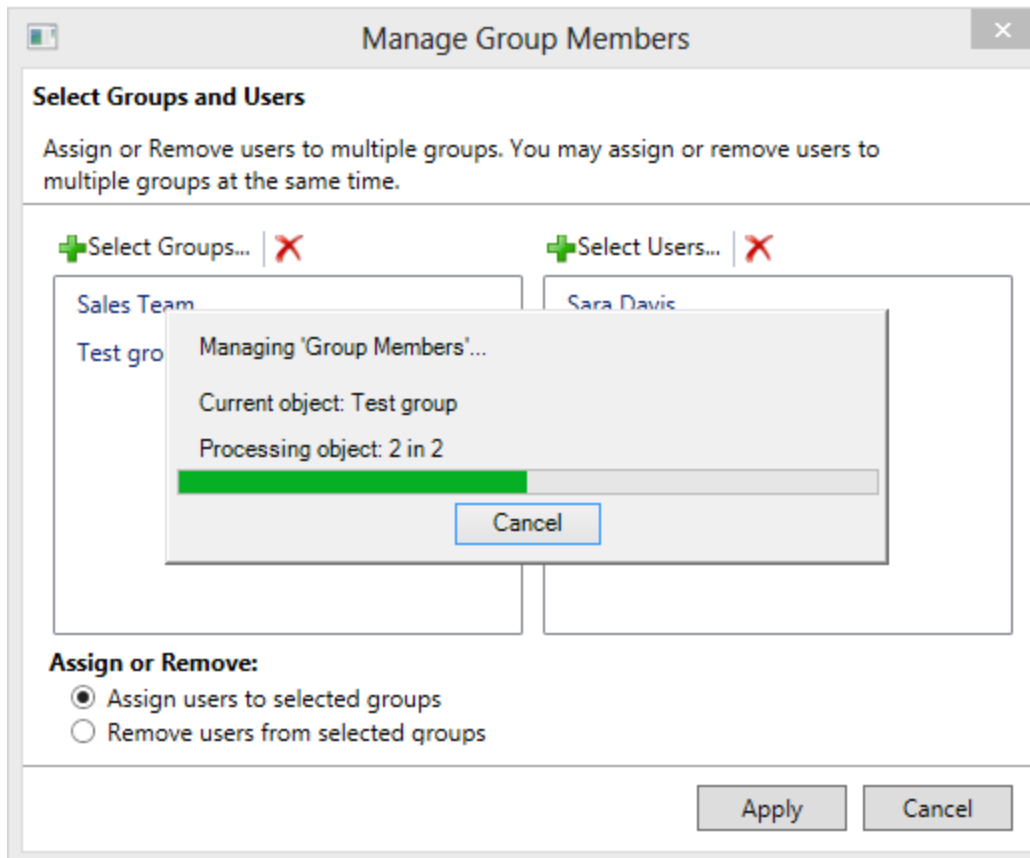 Manage Group Members
Select Groups and Users
Assign or Remove users to multiple groups. You may assign or remove users to
multiple groups at the same time.
Select Groups...
Select Users...
Sales Team
Sara Davis
Test gro
Managing 'Group Members'...
Current object: Test group
Processing object: 2 in 2
Cancel
Assign or Remove:
Assign users to selected groups
Remove users from selected groups
Apply
Cancel